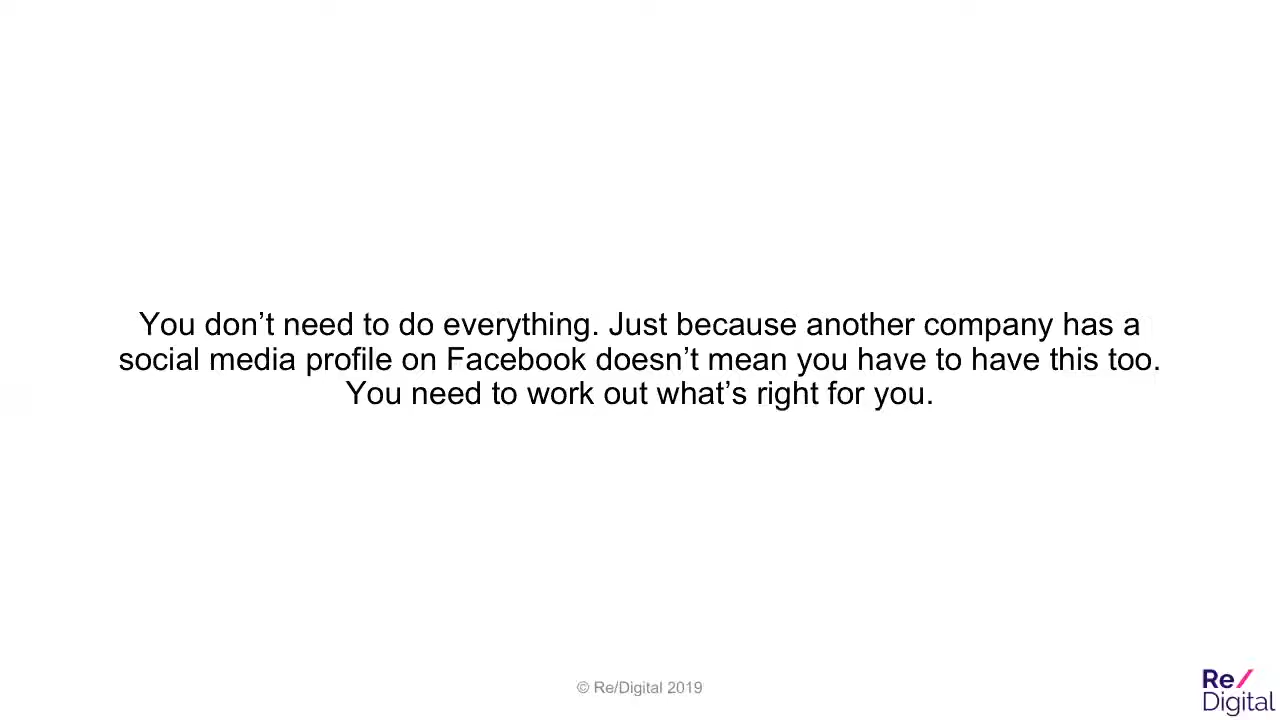 You don’t need to do everything. Just because another company has a
social media profile on Facebook doesn’t mean you have to have this too.
You need to work out what’s right for you.
© Re/Digital 2019
Re/
Digital